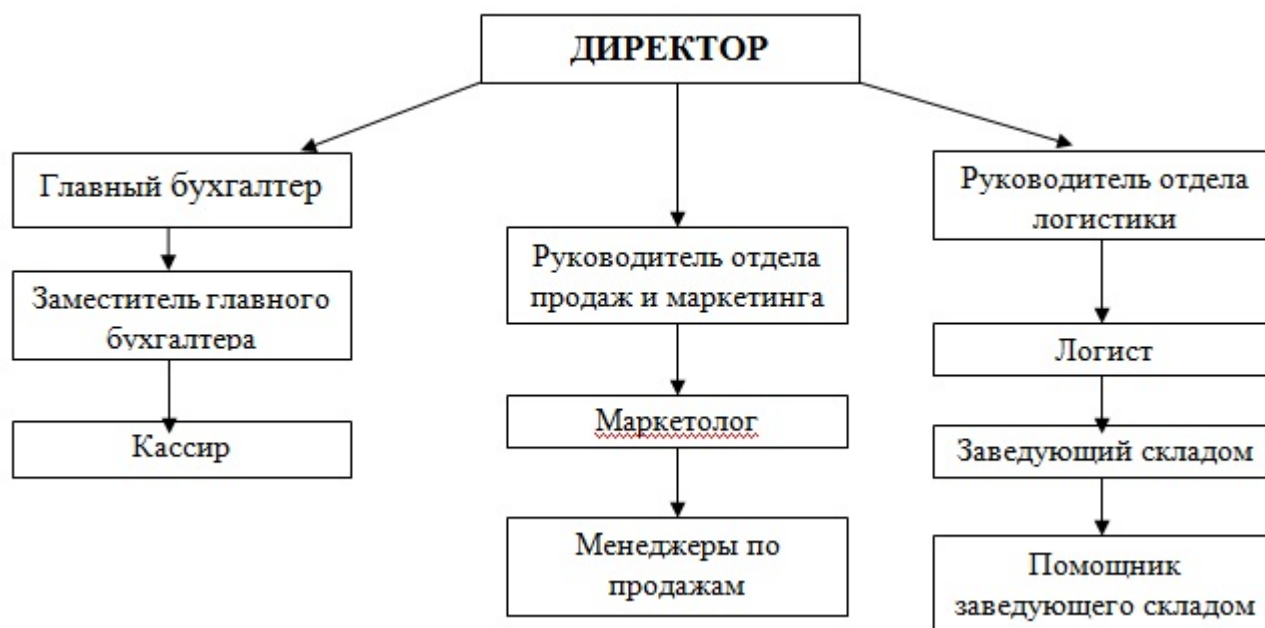 ДИРЕКТОР
Главный бухгалтер
Заместитель главного
бухгалтера
Кассир
Руководитель отдела
продаж и маркетинга
Маркетолог
Менеджеры по
продажам
Руководитель отдела
логистики
Логист
Заведующий складом
Помощник
заведующего складом